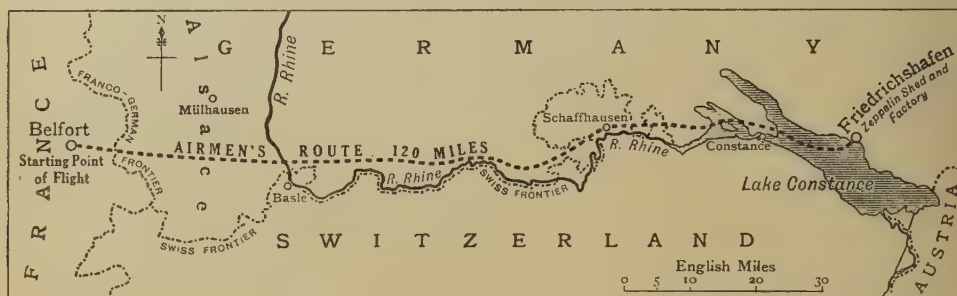 FRANCE
Alsace
GERMANY
N.
FRANCO-GERMAN
FRONTIER
Mülhausen
R. Rhine
Belfort
Starting Point
of Flight
AIRMEN'S ROUTE. 120 MILES
Basle
R. Rhine
SWISS FRONTIER
SWISS FRONTIER
Schaffhausen
R. Rhine
Constance
Friedrichshafen
Zeppelin Shed and
Factory
Lake Constance
SWITZERLAND
AUSTRIA
English Miles
0 5 10 20 30